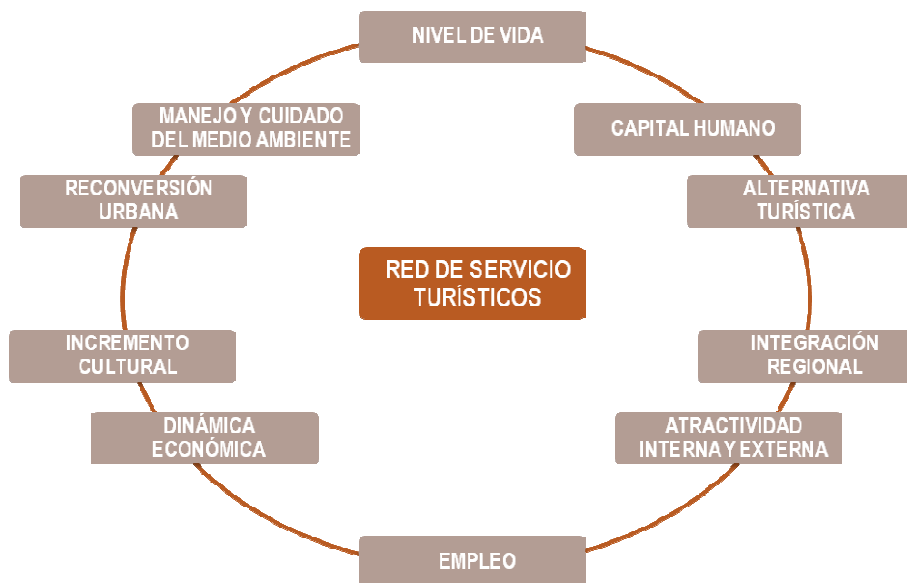 NIVEL DE VIDA
MANEJO Y CUIDADO
DEL MEDIO AMBIENTE
CAPITAL HUMANO
RECONVERSIÓN
URBANA
ALTERNATIVA
TURÍSTICA
RED DE SERVICIO
TURÍSTICOS
INCREMENTO
CULTURAL
INTEGRACIÓN
REGIONAL
DINÁMICA
ECONÓMICA
ATRACTIVIDAD
INTERNA Y EXTERNA
EMPLEO